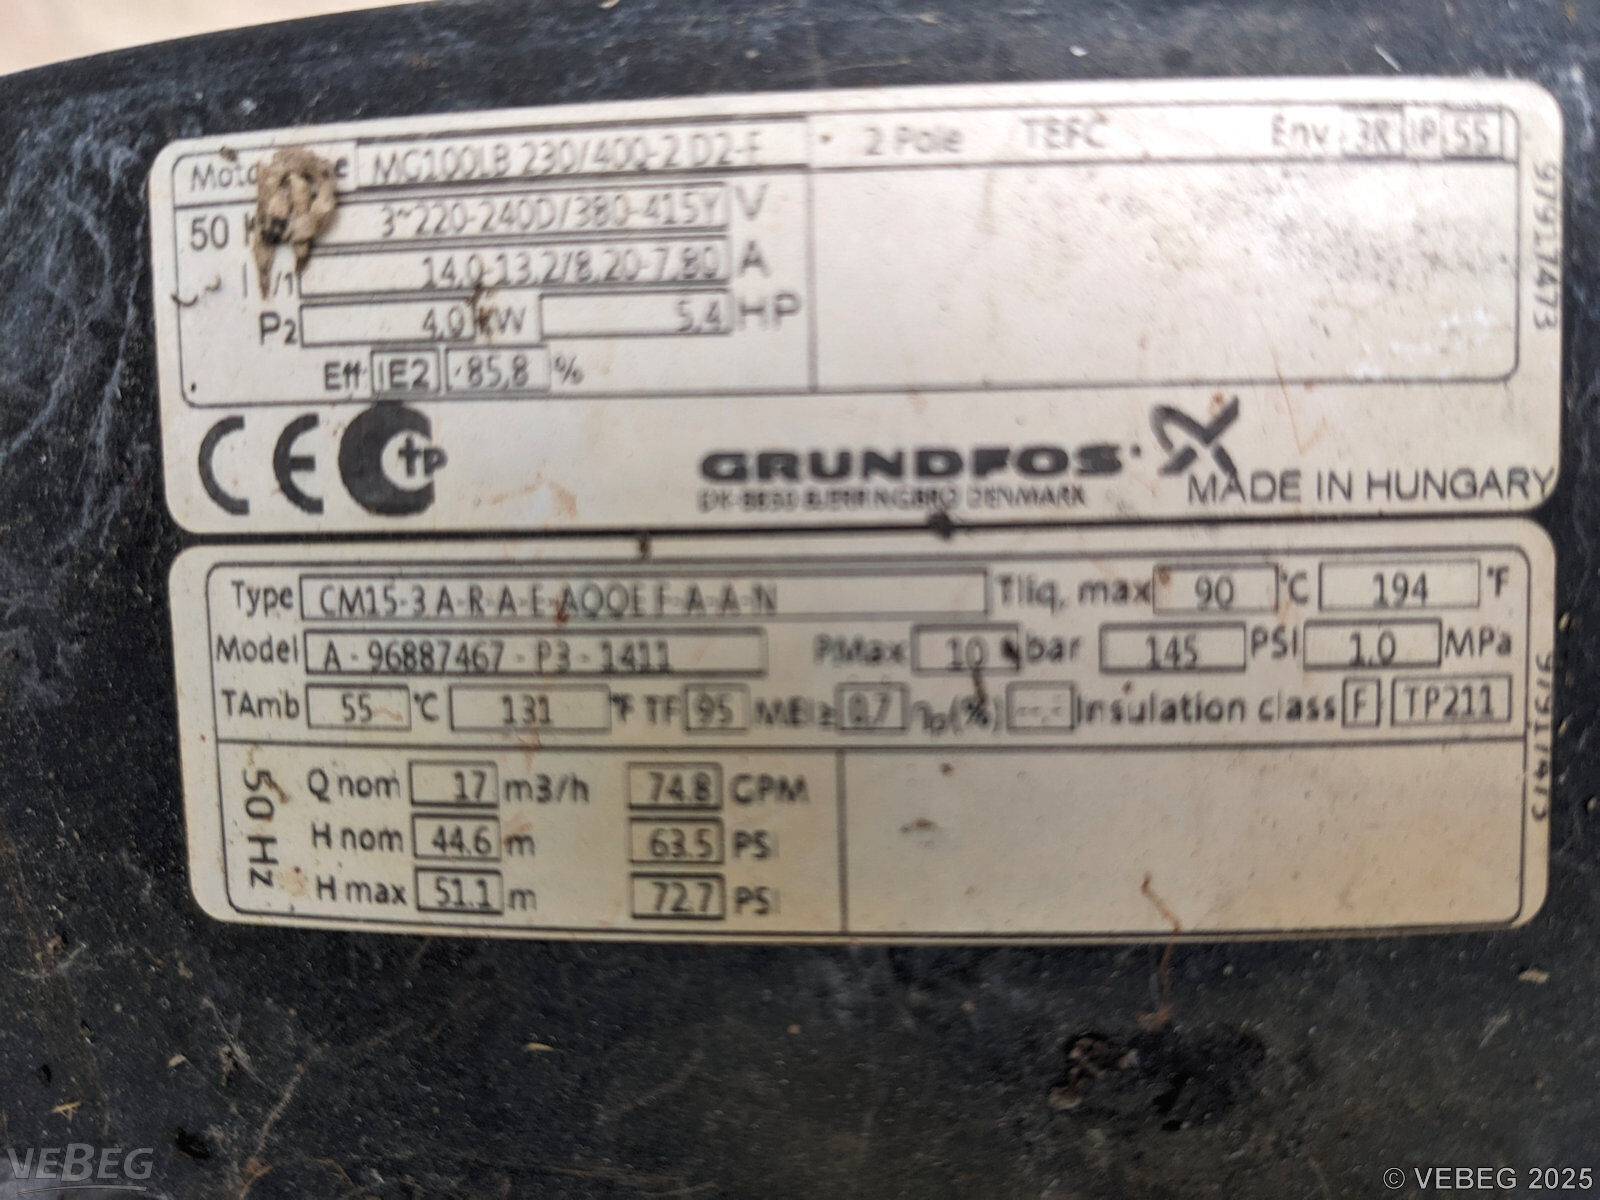 MG100LB 230/400-2 D2-E 2 Pole TEFC Env 3R IP 55
50 3~220-240D/380-415Y V
14,0-13,2/8,20-7,80 A
P2 4,0 kW 5,4 HP
Eff IE2 85,8 %
97917473
CE tp
GRUNDFOS
MADE IN HUNGARY
DENMARK
Type CM15-3 A-R-A-E-AQQE F-A-A-N Tliq, max 90 °C 194 °F
Model A - 96887467 - P3 - 1411 PMax 10 bar 145 PSI 1.0 MPa
TAmb 55 °C 131 °F TF 95 MEI ≥ 0.7 ηp(%) --.- Insulation class F TP211
97917473
50 Hz
Q nom 17 m3/h 74.8 GPM
H nom 44.6 m 63.5 PSI
H max 51.1 m 72.7 PSI
VEBEG
© VEBEG 2025